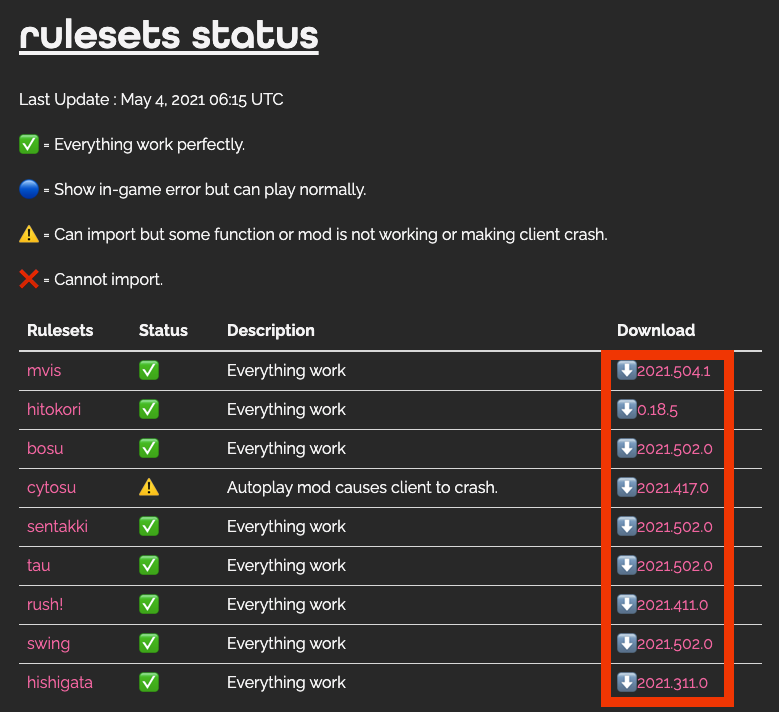 rulesets status
Last Update : May 4, 2021 06:15 UTC
✅ = Everything work perfectly.
🔵 = Show in-game error but can play normally.
⚠️ = Can import but some function or mod is not working or making client crash.
❌ = Cannot import.
Rulesets Status Description Download
mvis ✅ Everything work ⬇️2021.504.1
hitokori ✅ Everything work ⬇️0.18.5
bosu ✅ Everything work ⬇️2021.502.0
cytosu ⚠️ Autoplay mod causes client to crash. ⬇️2021.417.0
sentakki ✅ Everything work ⬇️2021.502.0
tau ✅ Everything work ⬇️2021.502.0
rush! ✅ Everything work ⬇️2021.411.0
swing ✅ Everything work ⬇️2021.502.0
hishigata ✅ Everything work ⬇️2021.311.0